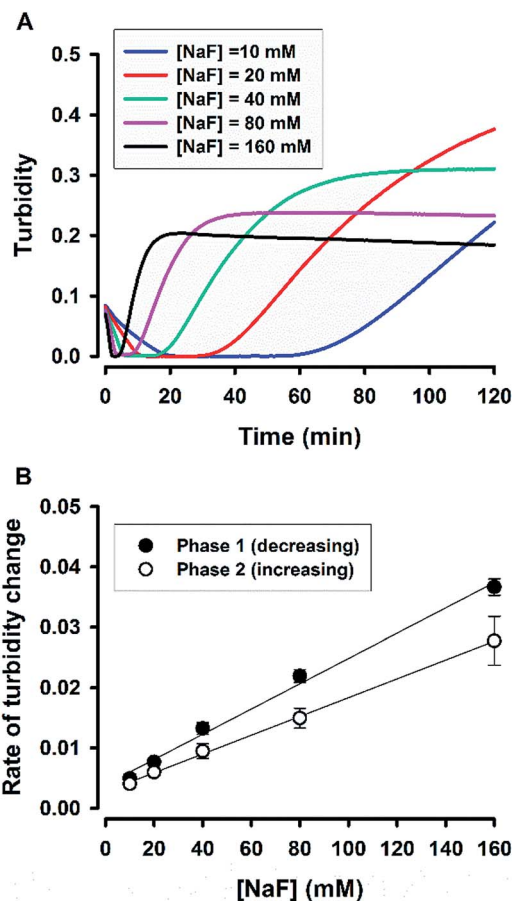 A
[NaF] =10 mM
[NaF] = 20 mM
[NaF] = 40 mM
[NaF] = 80 mM
[NaF] = 160 mM
0.5
0.4
0.3
0.2
0.1
0.0
Turbidity
0 20 40 60 80 100 120
Time (min)
B
Phase 1 (decreasing)
Phase 2 (increasing)
0.05
0.04
0.03
0.02
0.01
0.00
Rate of turbidity change
0 20 40 60 80 100 120 140 160
[NaF] (mM)